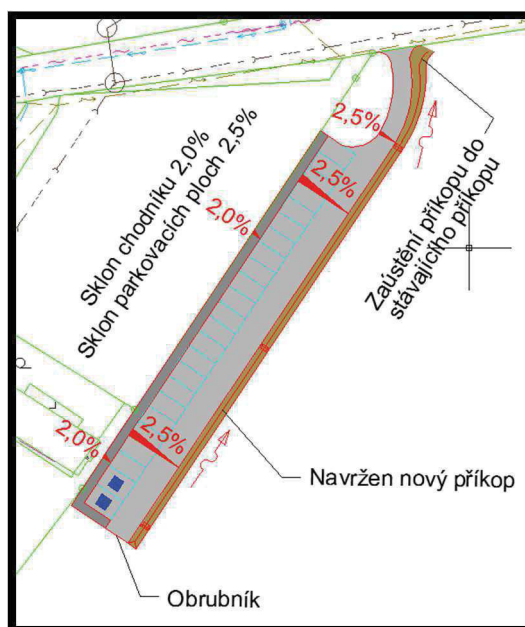 2,5%
2,5%
2,0%
Sklon chodníku 2,0%
Sklon parkovacích ploch 2,5%
Zaústění příkopu do
stávajícího příkopu
2,0%
2,5%
Navržen nový příkop
Obrubník